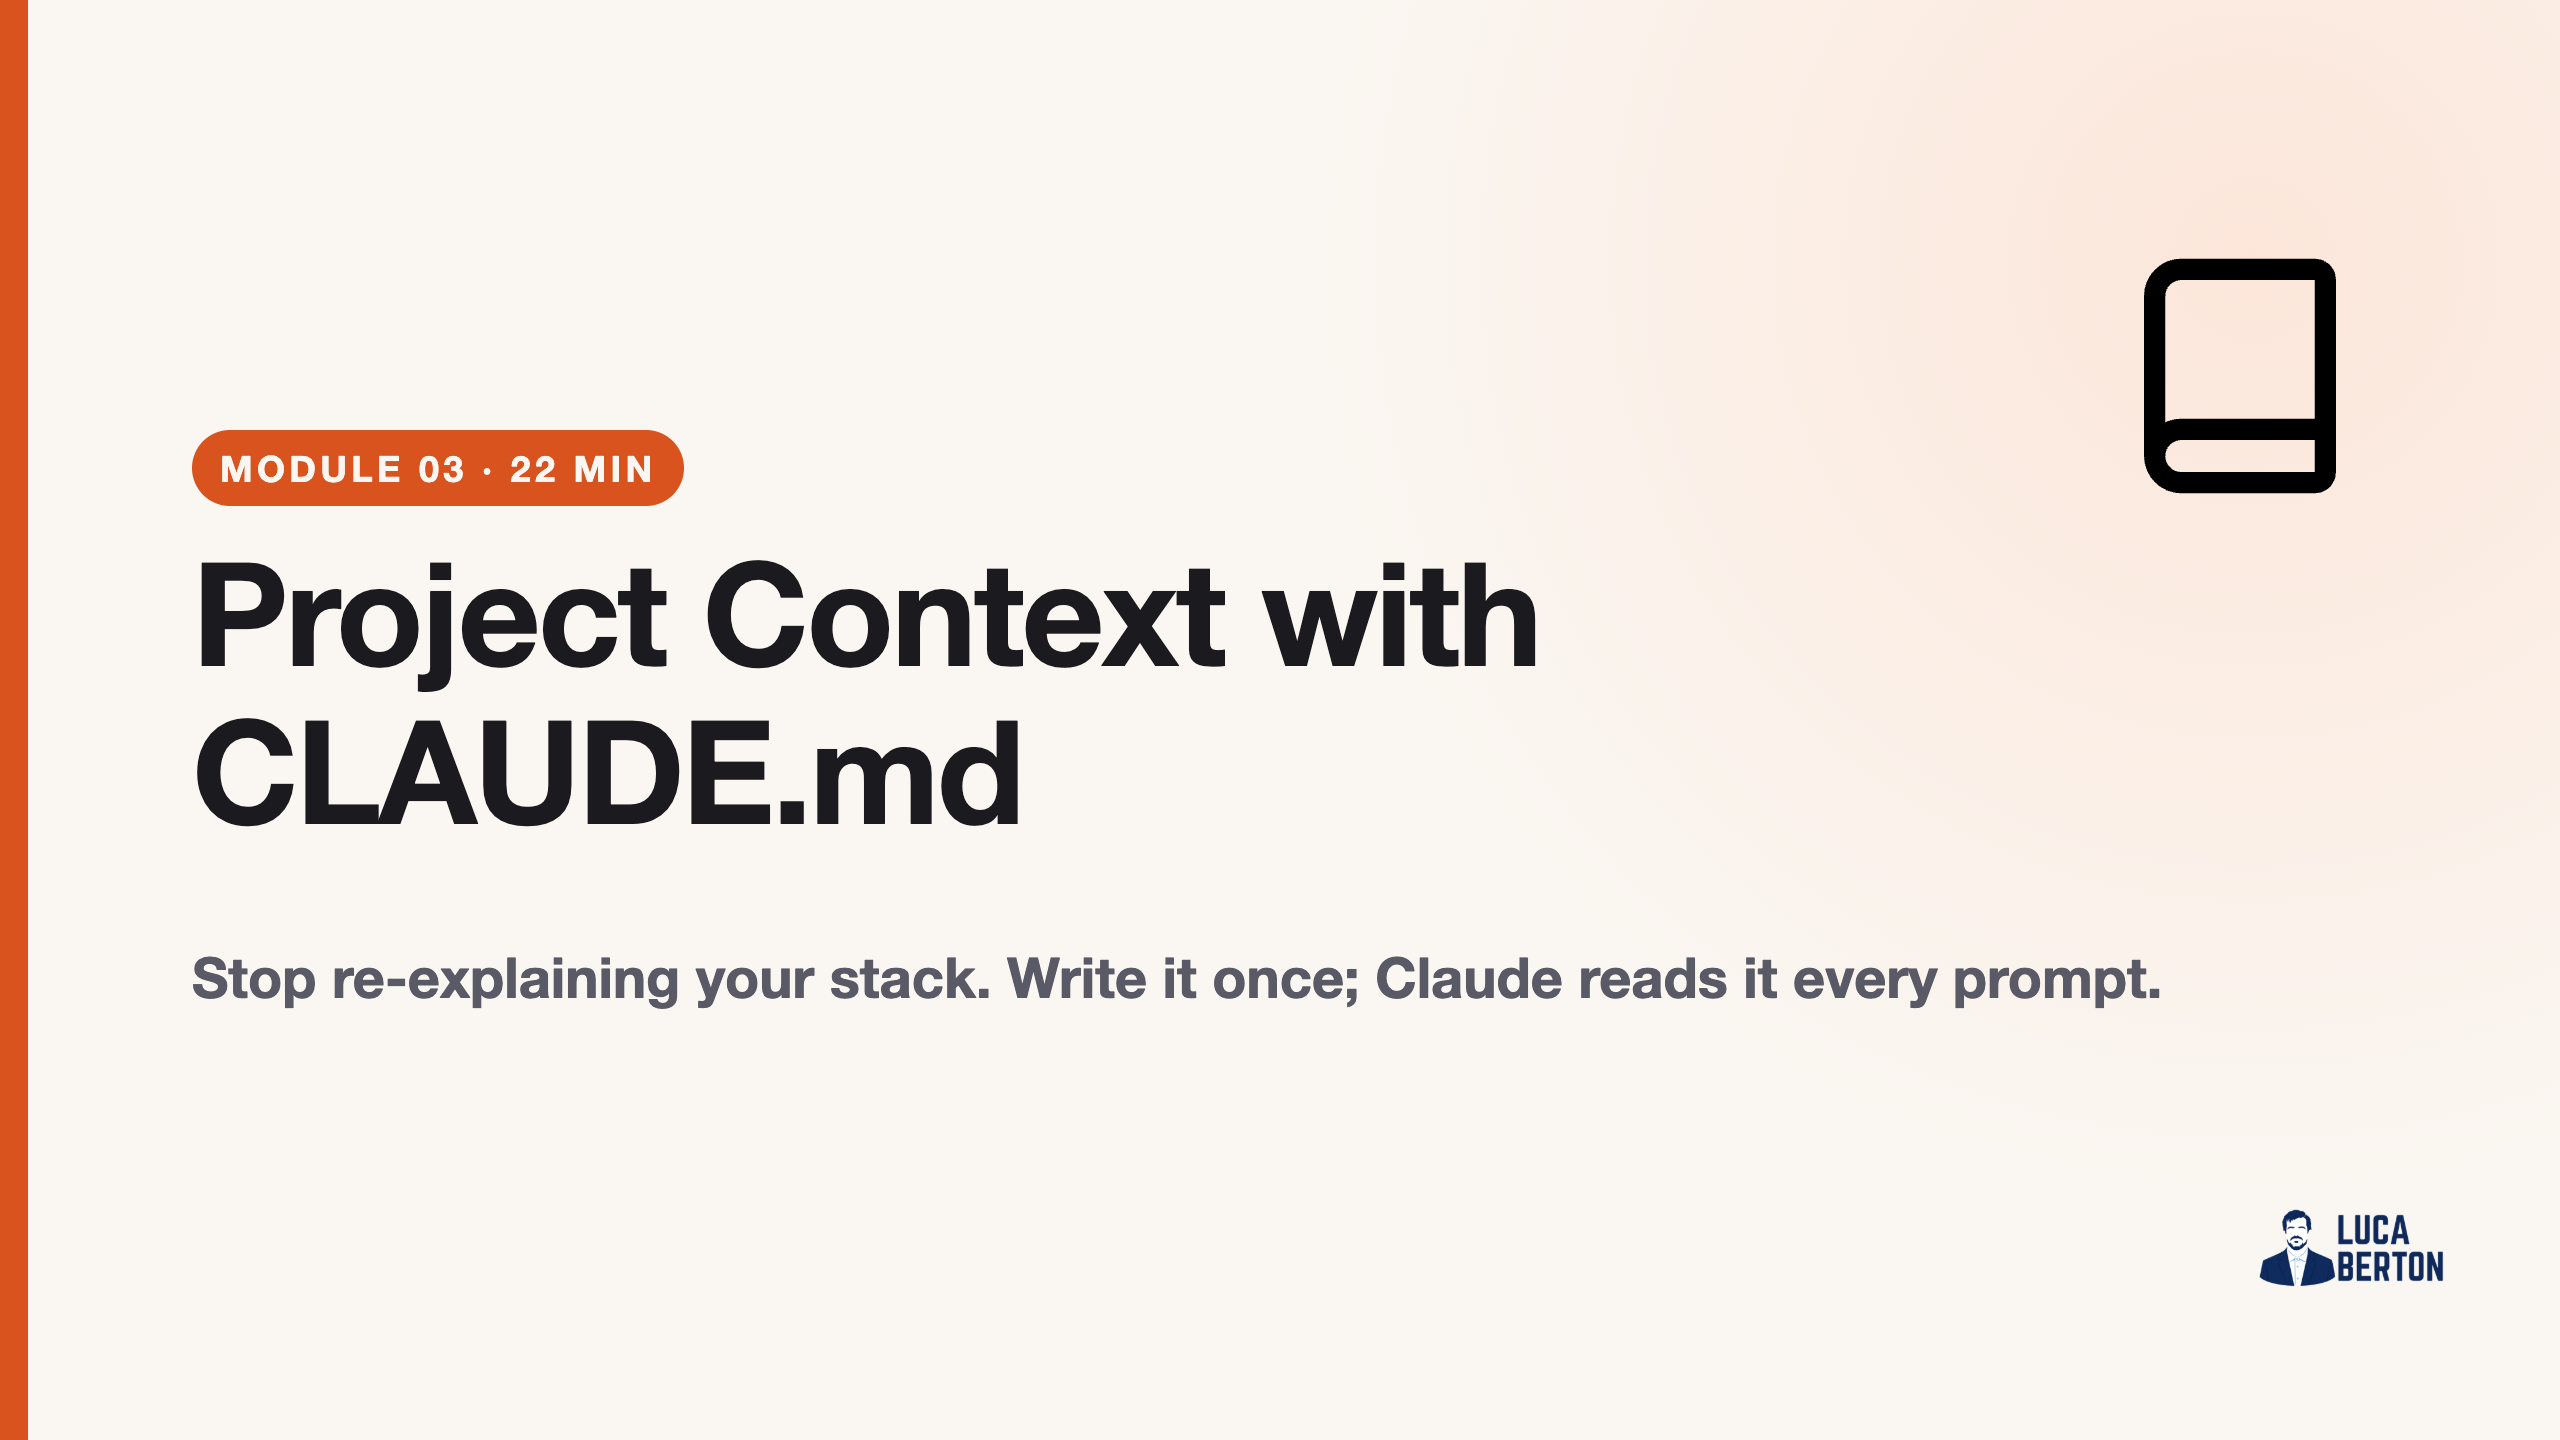 MODULE 03 · 22 MIN
Project Context with
CLAUDE.md
Stop re-explaining your stack. Write it once; Claude reads it every prompt.
LUCA
BERTON